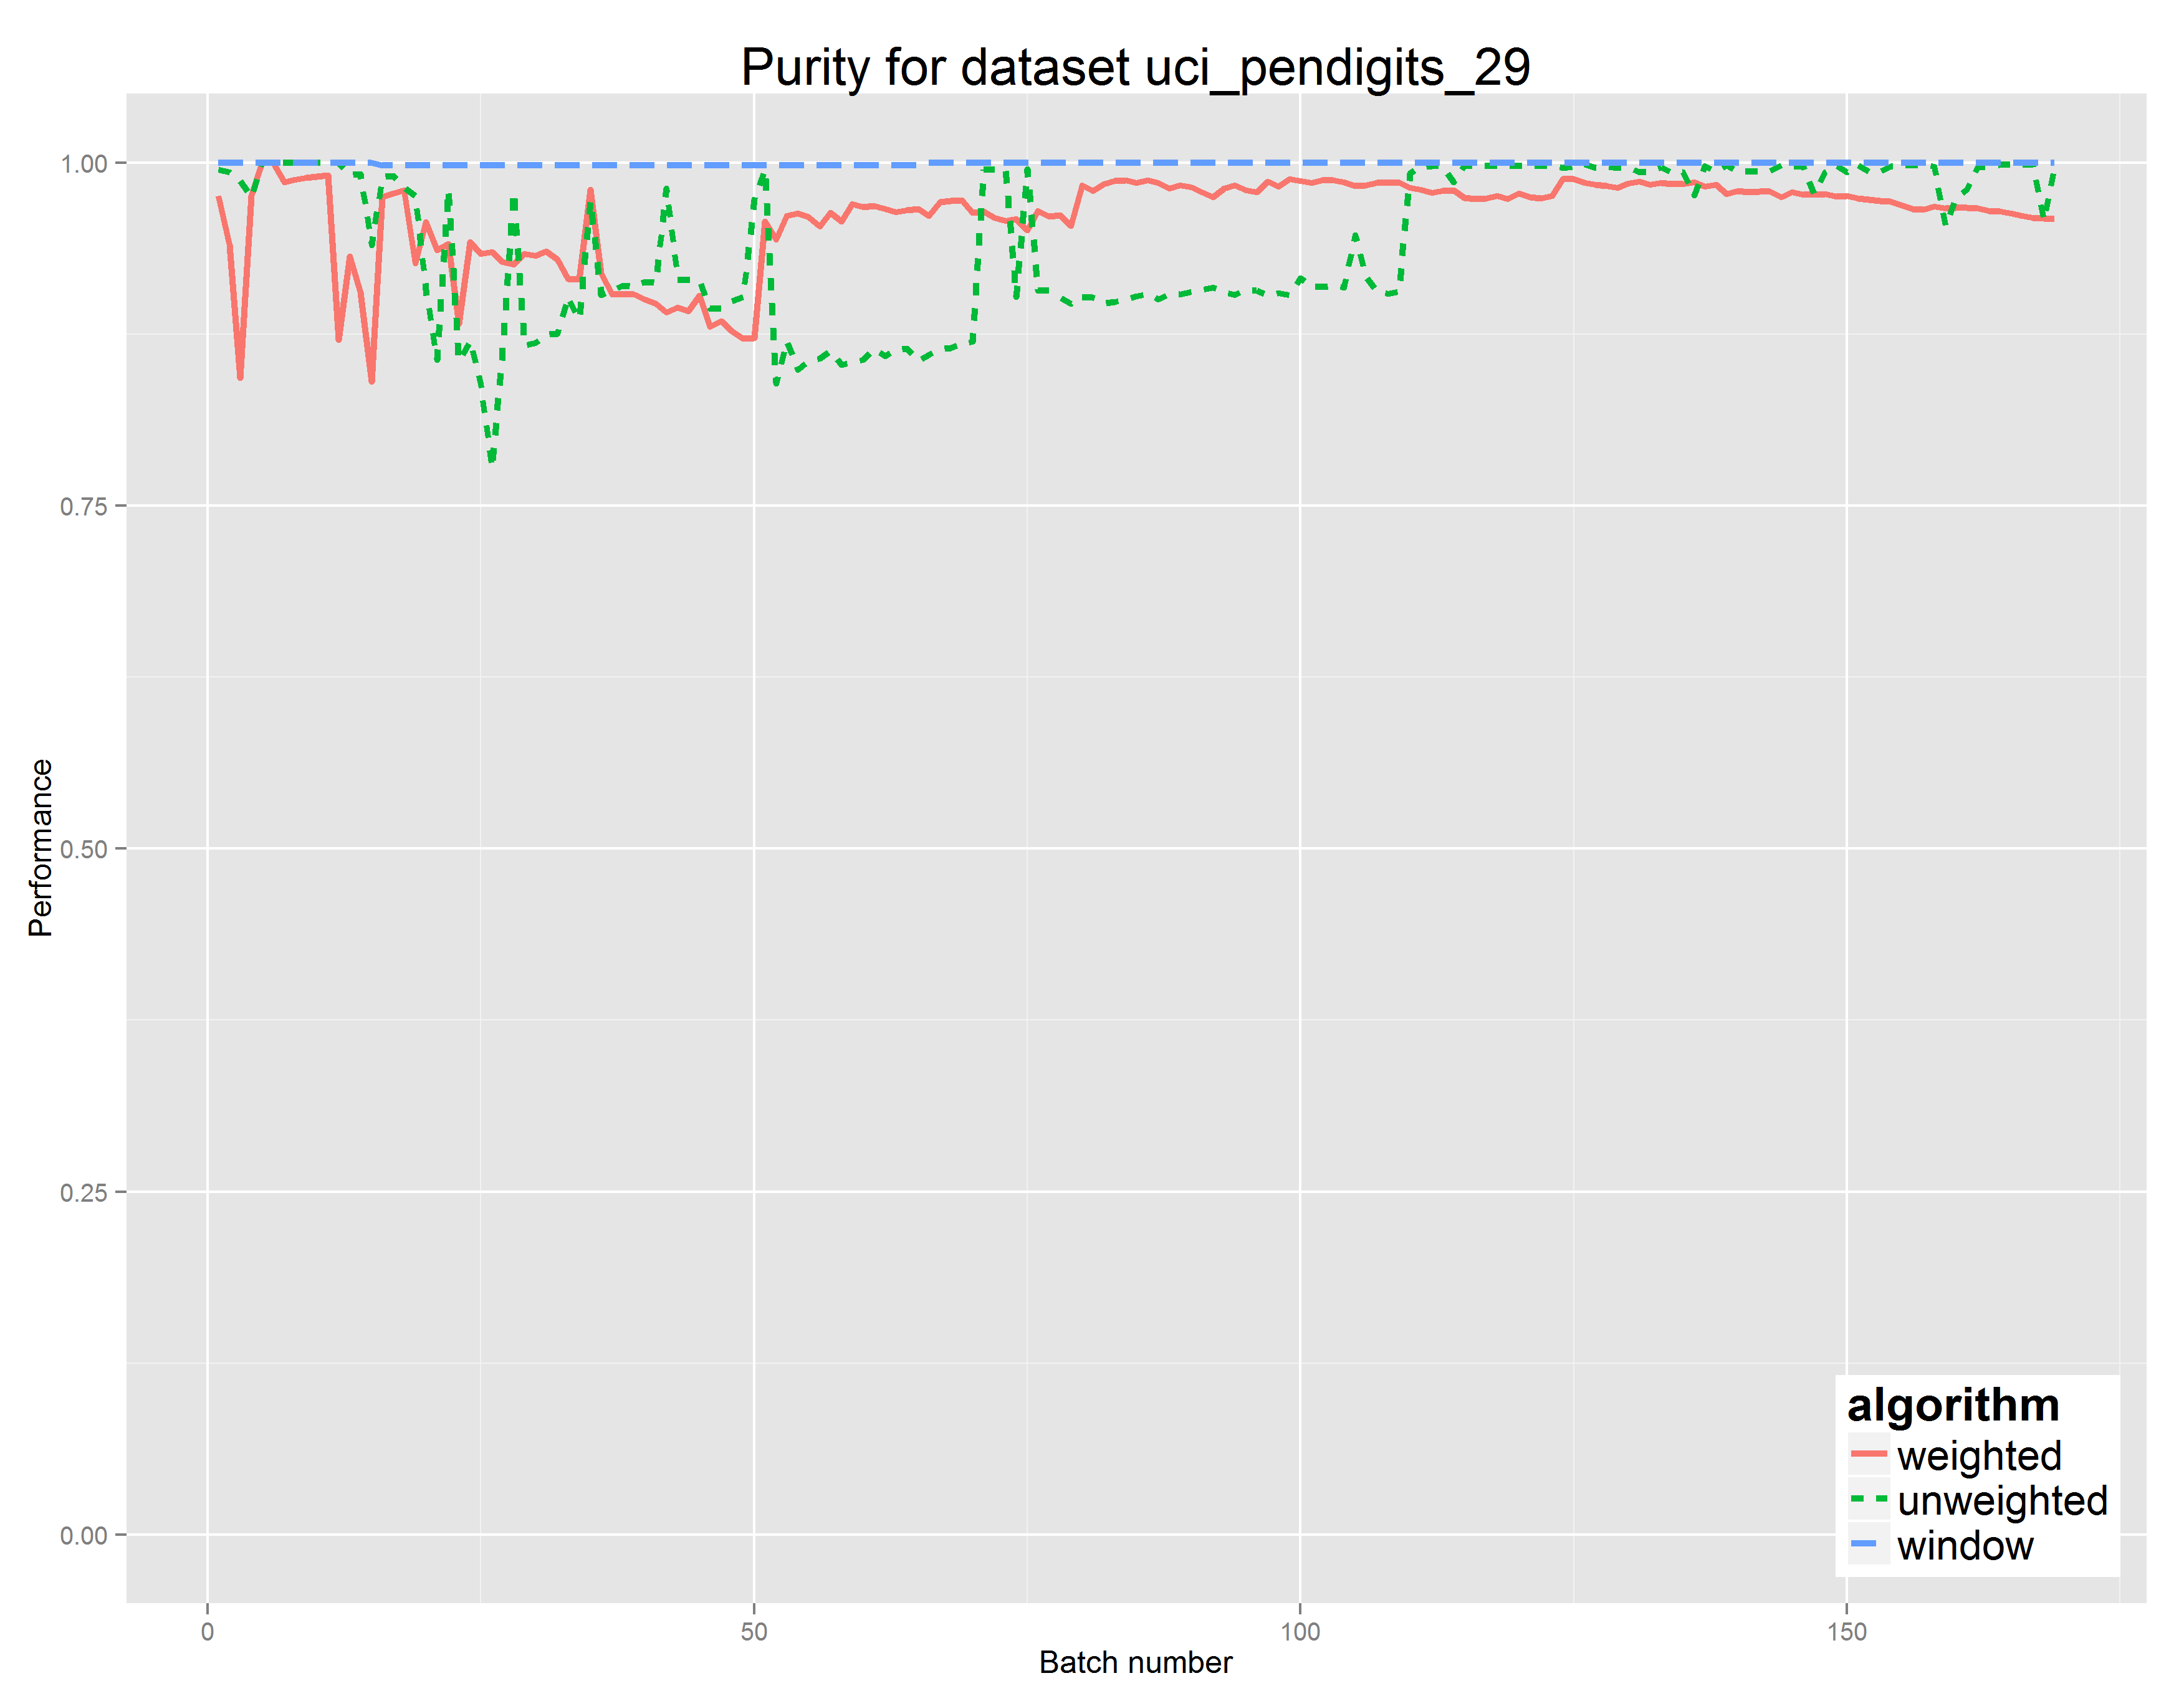 Purity for dataset uci_pendigits_29
1.00
0.75
0.50
0.25
0.00
Performance
0
50
100
150
Batch number
algorithm
weighted
unweighted
window